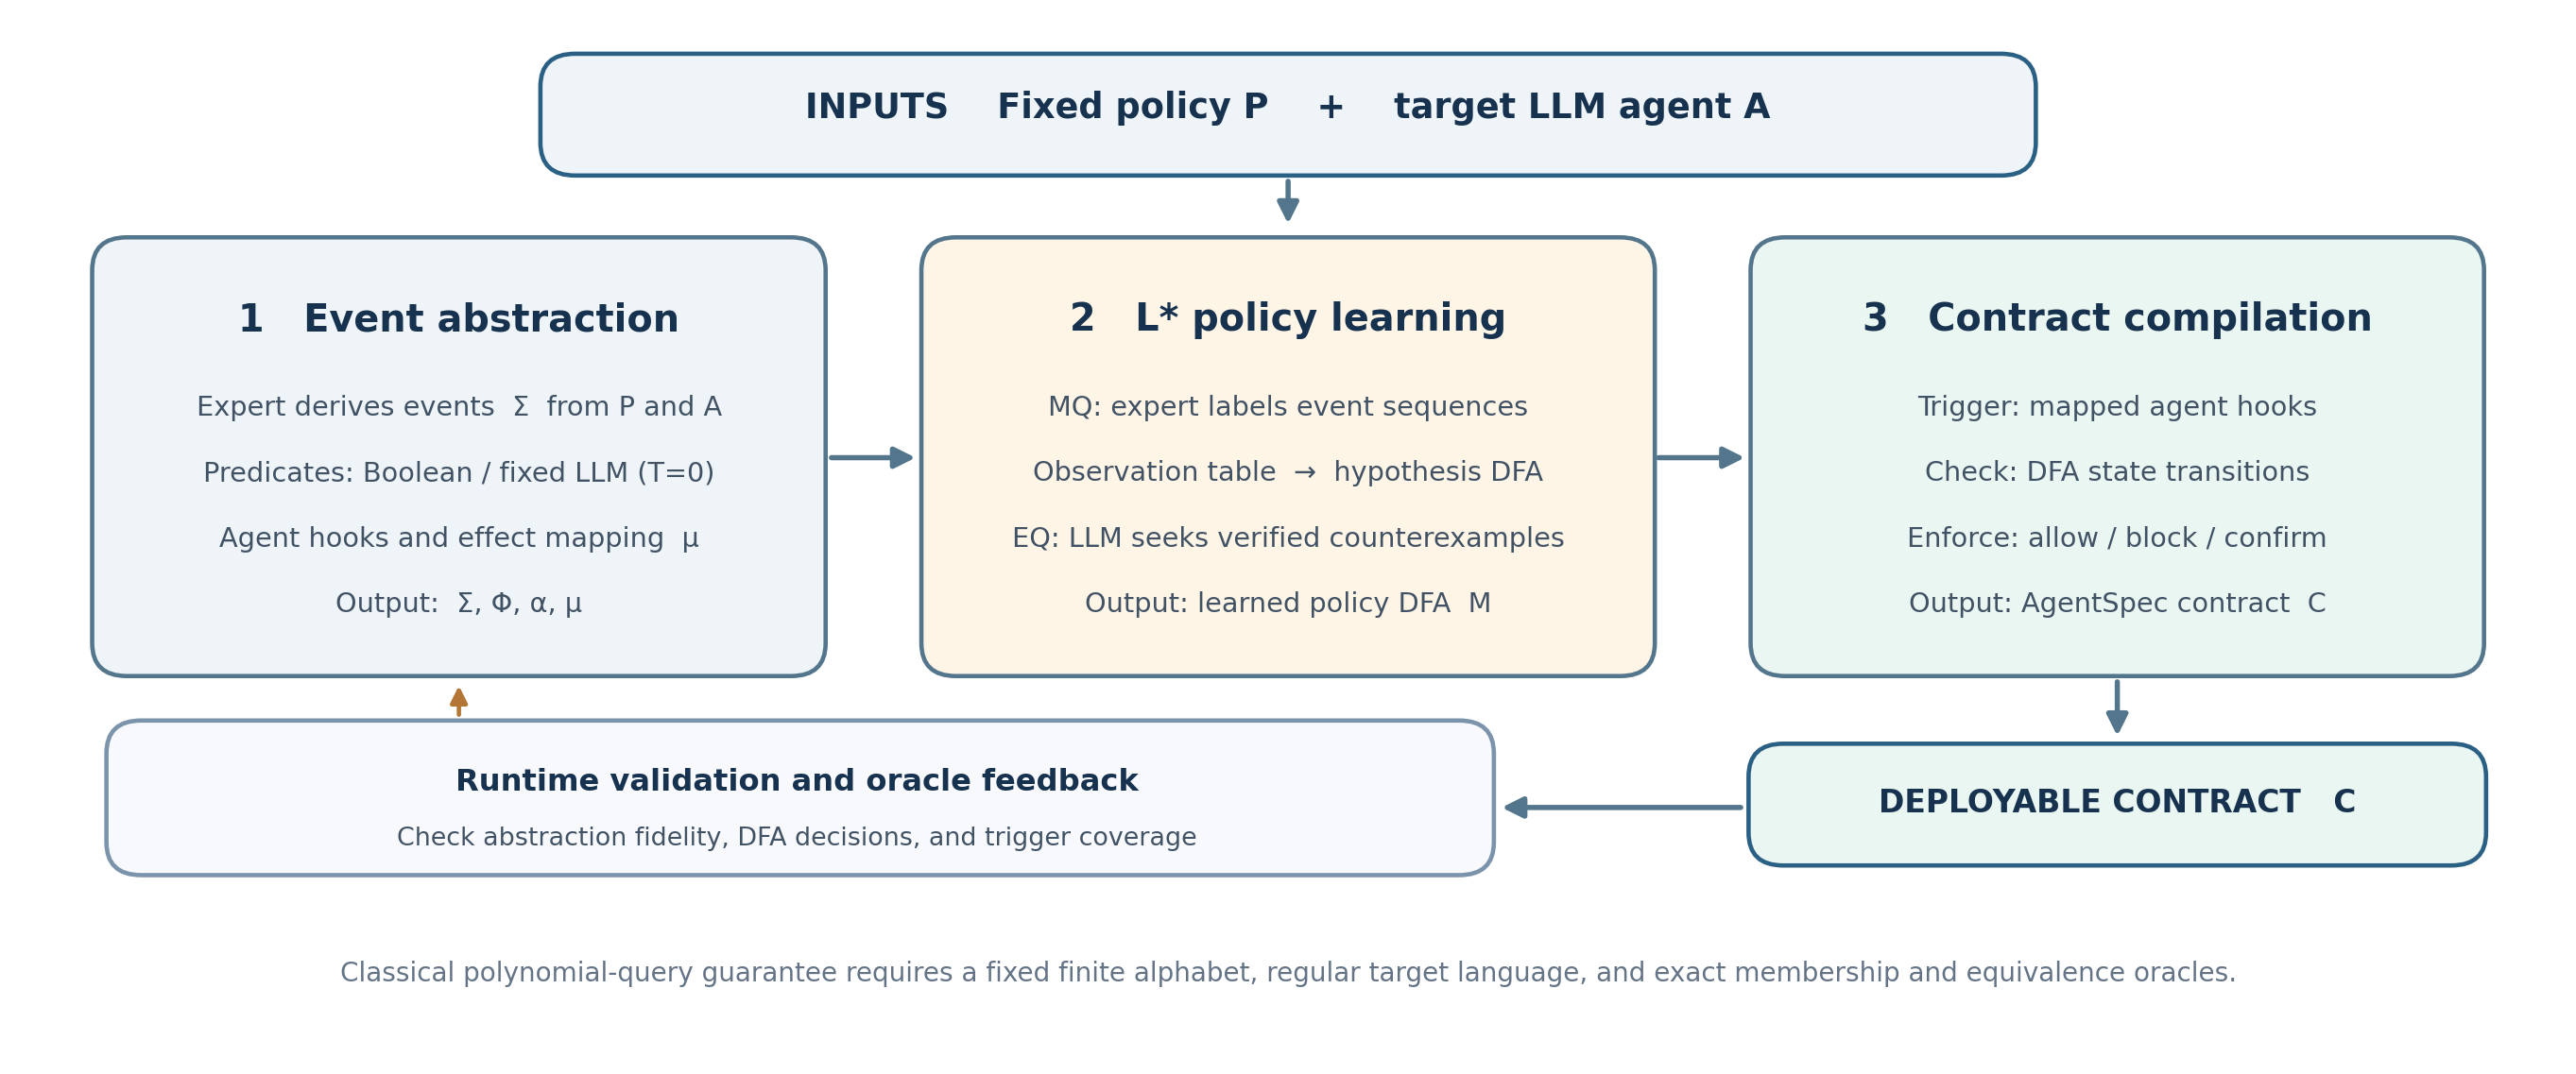 INPUTS Fixed policy P + target LLM agent A
1 Event abstraction
Expert derives events Σ from P and A
Predicates: Boolean / fixed LLM (T=0)
Agent hooks and effect mapping μ
Output: Σ, Φ, α, μ
2 L* policy learning
MQ: expert labels event sequences
Observation table → hypothesis DFA
EQ: LLM seeks verified counterexamples
Output: learned policy DFA M
3 Contract compilation
Trigger: mapped agent hooks
Check: DFA state transitions
Enforce: allow / block / confirm
Output: AgentSpec contract C
Runtime validation and oracle feedback
Check abstraction fidelity, DFA decisions, and trigger coverage
DEPLOYABLE CONTRACT C
Classical polynomial-query guarantee requires a fixed finite alphabet, regular target language, and exact membership and equivalence oracles.